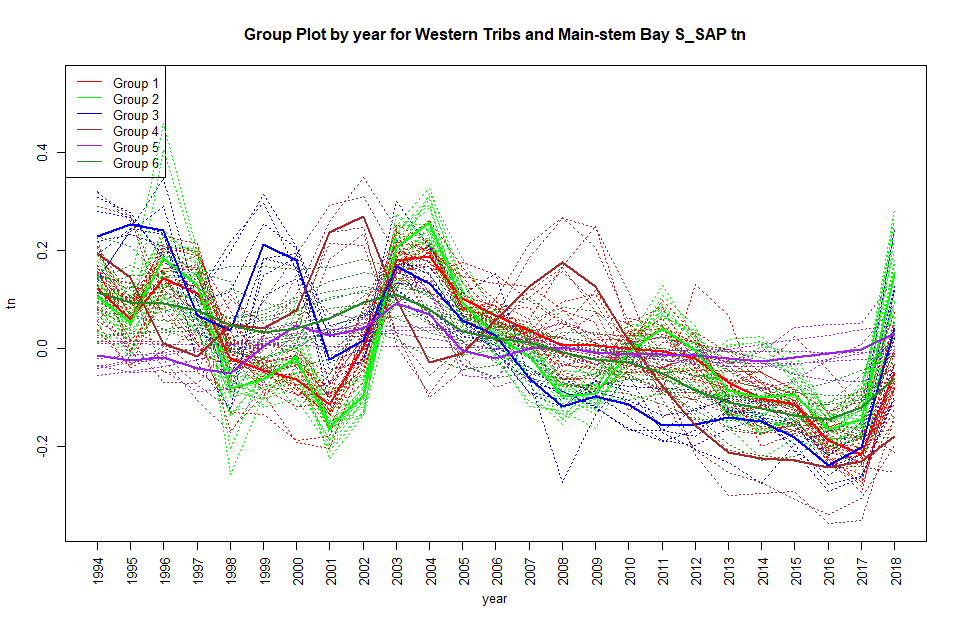 Group Plot by year for Western Tribs and Main-stem Bay S_SAP tn
Group 1
Group 2
Group 3
Group 4
Group 5
Group 6
tn
0.4
0.2
0.0
-0.2
1994 1995 1996 1997 1998 1999 2000 2001 2002 2003 2004 2005 2006 2007 2008 2009 2010 2011 2012 2013 2014 2015 2016 2017 2018
year